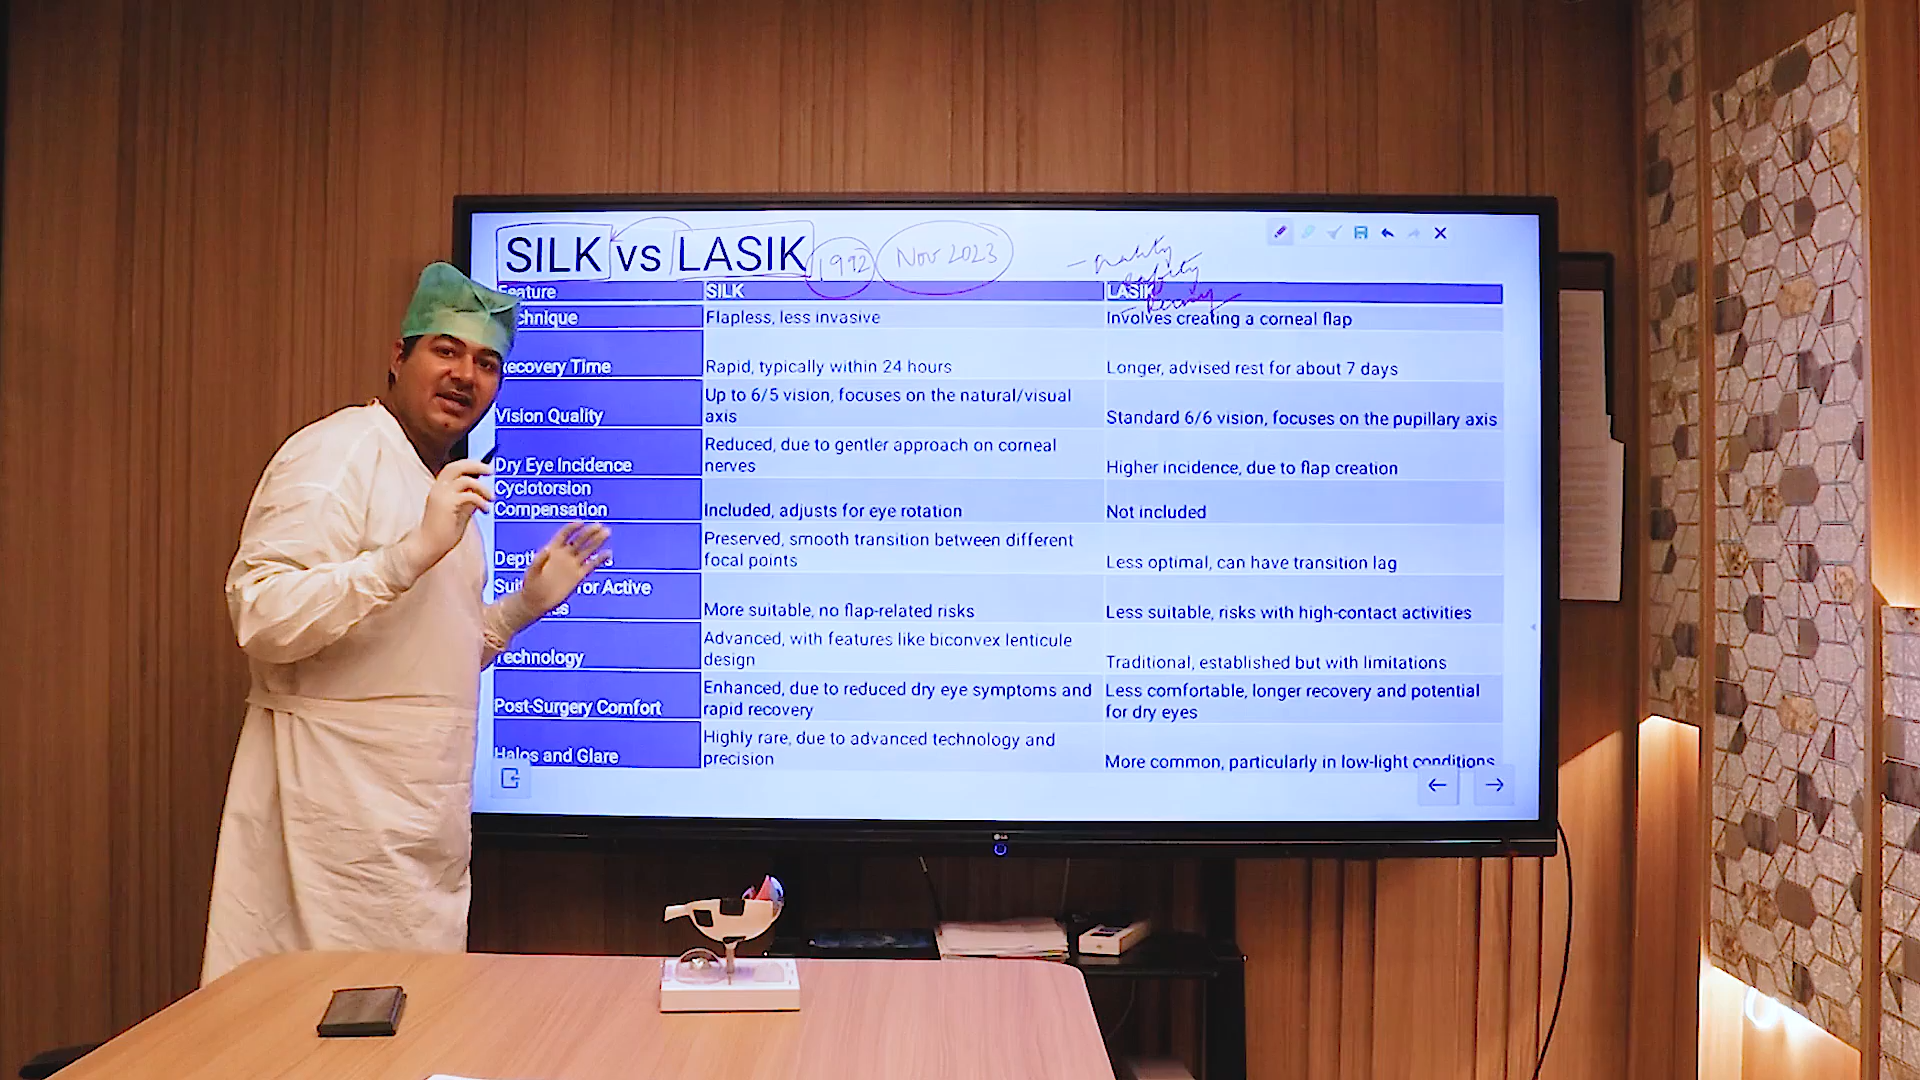 SILK vs LASIK 1992 Nov 2023
- Quality
Feature SILK LASIK
Technique Flapless, less invasive Involves creating a corneal flap
Recovery Time Rapid, typically within 24 hours Longer, advised rest for about 7 days
Vision Quality Up to 6/5 vision, focuses on the natural/visual
axis Standard 6/6 vision, focuses on the pupillary axis
Dry Eye Incidence Reduced, due to gentler approach on corneal
nerves Higher incidence, due to flap creation
Cyclotorsion
Compensation Included, adjusts for eye rotation Not included
Preserved, smooth transition between different
focal points Less optimal, can have transition lag
for Active
More suitable, no flap-related risks Less suitable, risks with high-contact activities
Technology Advanced, with features like biconvex lenticule
design Traditional, established but with limitations
Post-Surgery Comfort Enhanced, due to reduced dry eye symptoms and
rapid recovery Less comfortable, longer recovery and potential
for dry eyes
Halos and Glare Highly rare, due to advanced technology and
precision More common, particularly in low-light conditions
LG